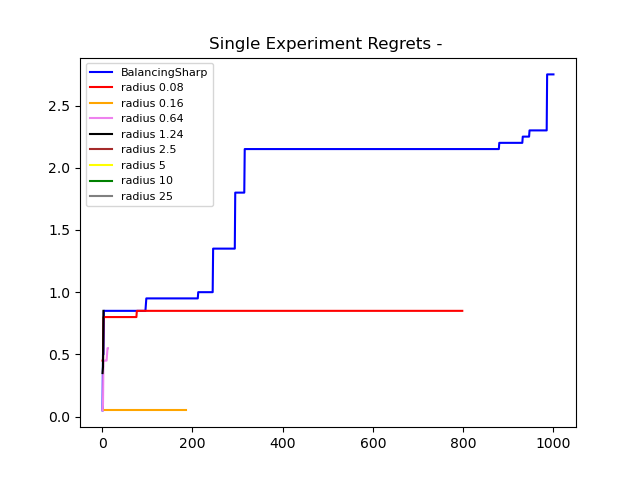 Single Experiment Regrets -
BalancingSharp
radius 0.08
radius 0.16
radius 0.64
radius 1.24
radius 2.5
radius 5
radius 10
radius 25
2.5
2.0
1.5
1.0
0.5
0.0
0 200 400 600 800 1000